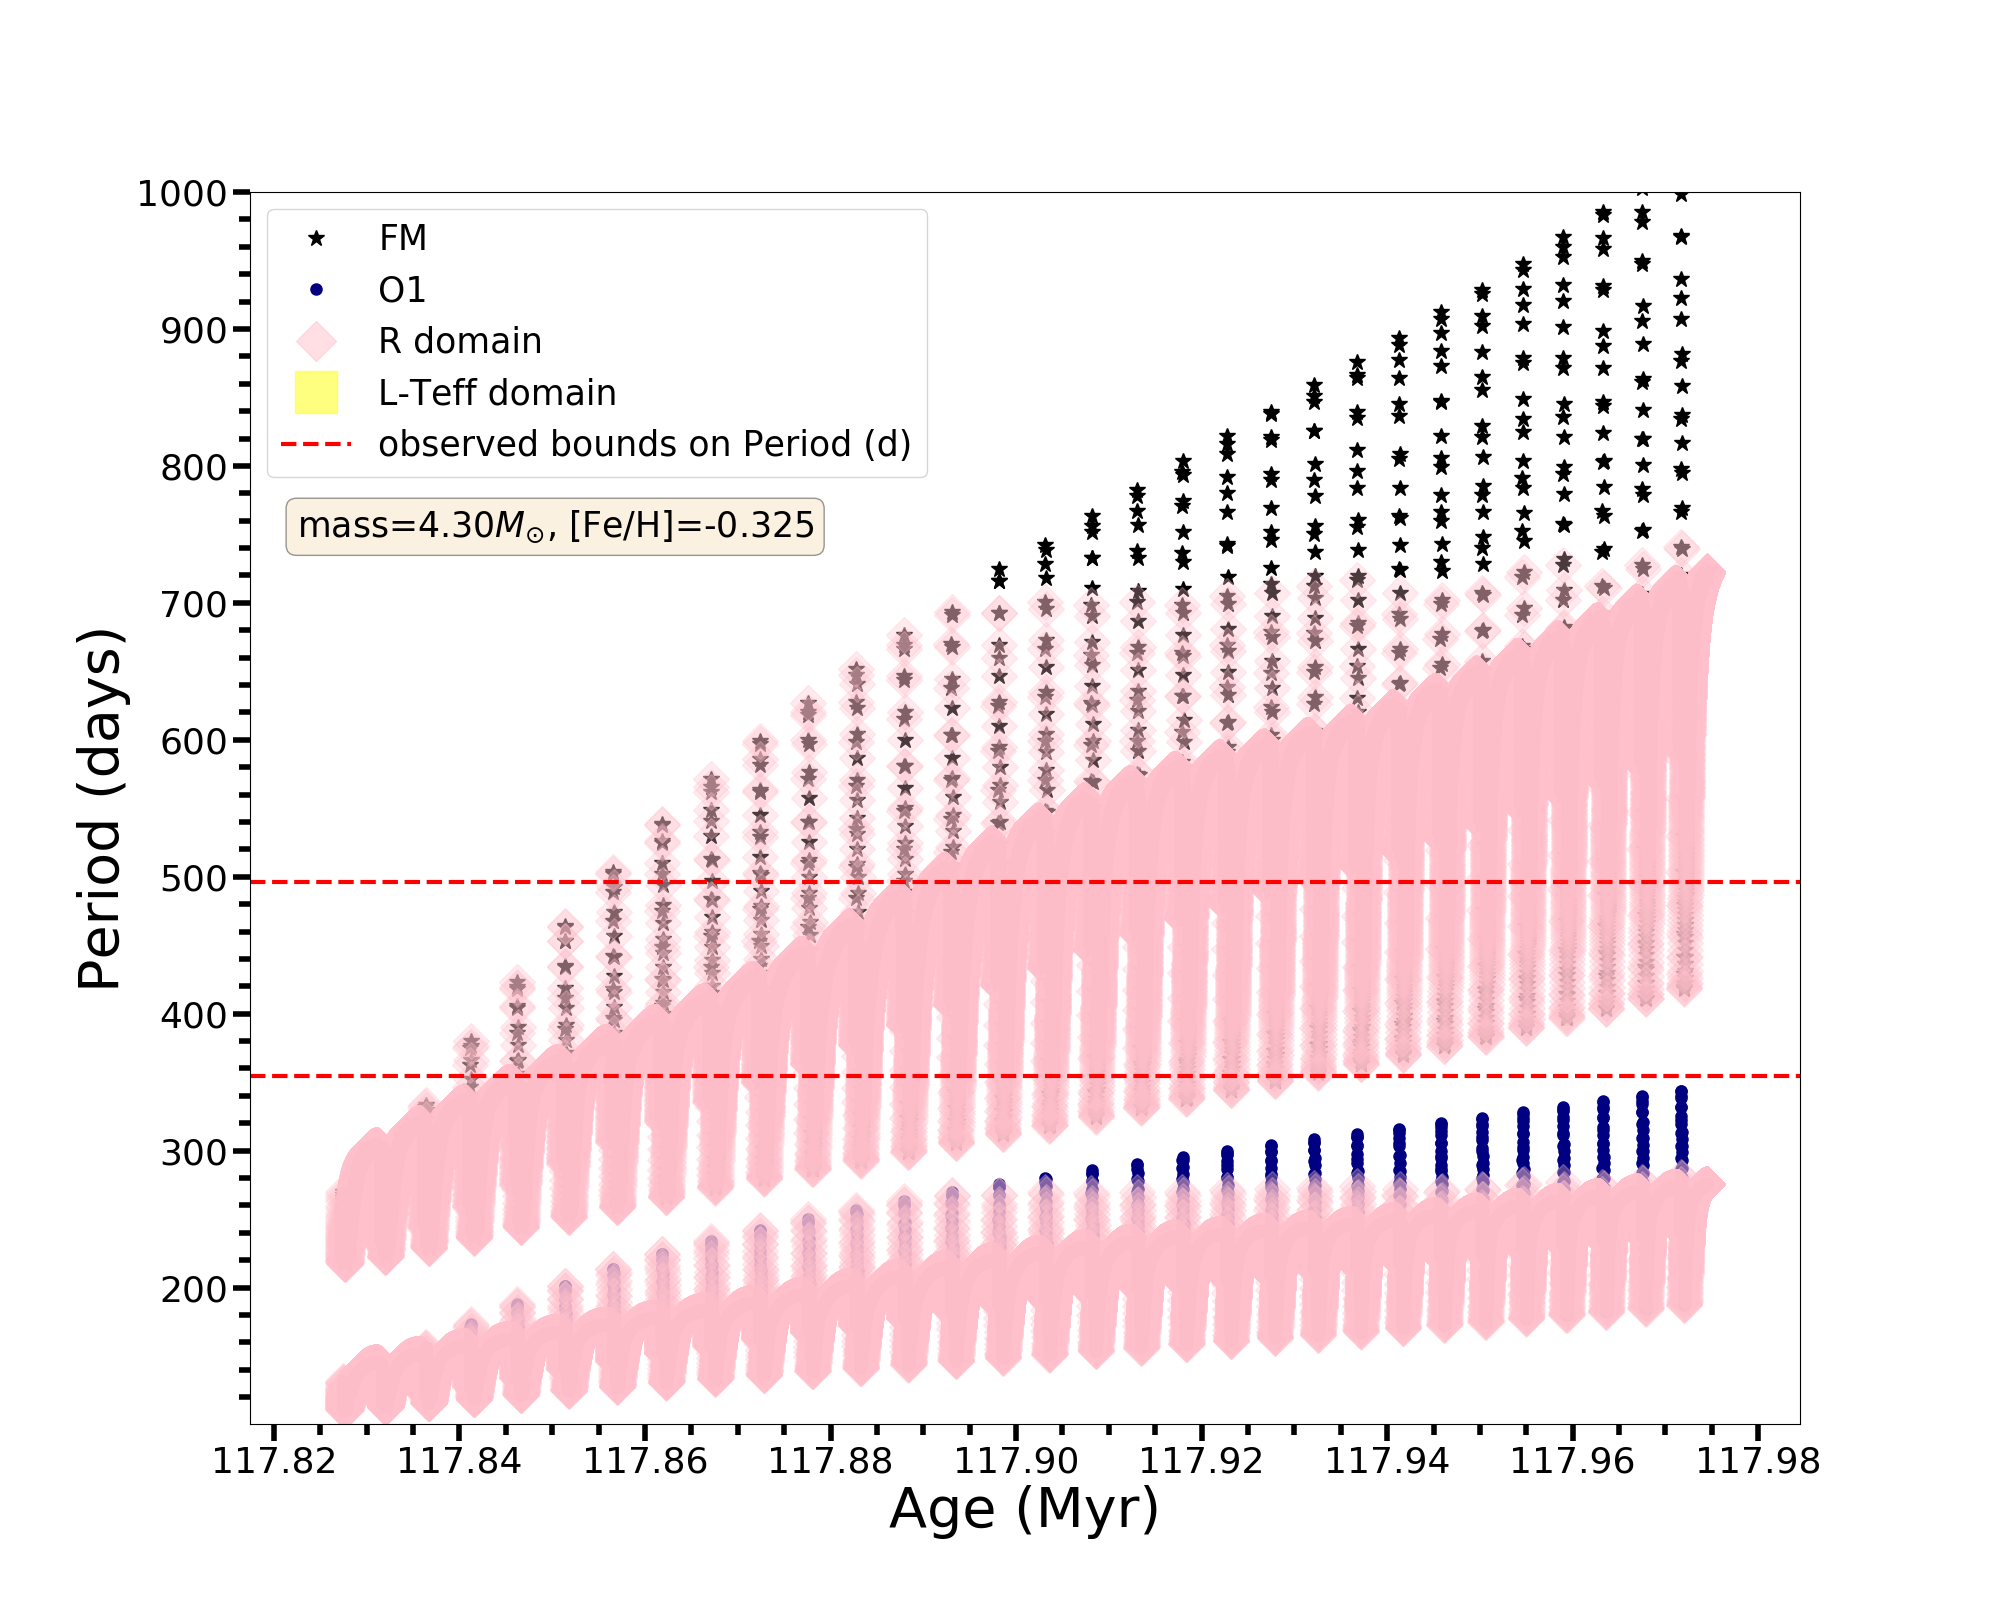 1000
900
800
700
600
500
400
300
200
Period (days)
FM
O1
R domain
L-Teff domain
observed bounds on Period (d)
mass=4.30M☉, [Fe/H]=-0.325
117.82 117.84 117.86 117.88 117.90 117.92 117.94 117.96 117.98
Age (Myr)